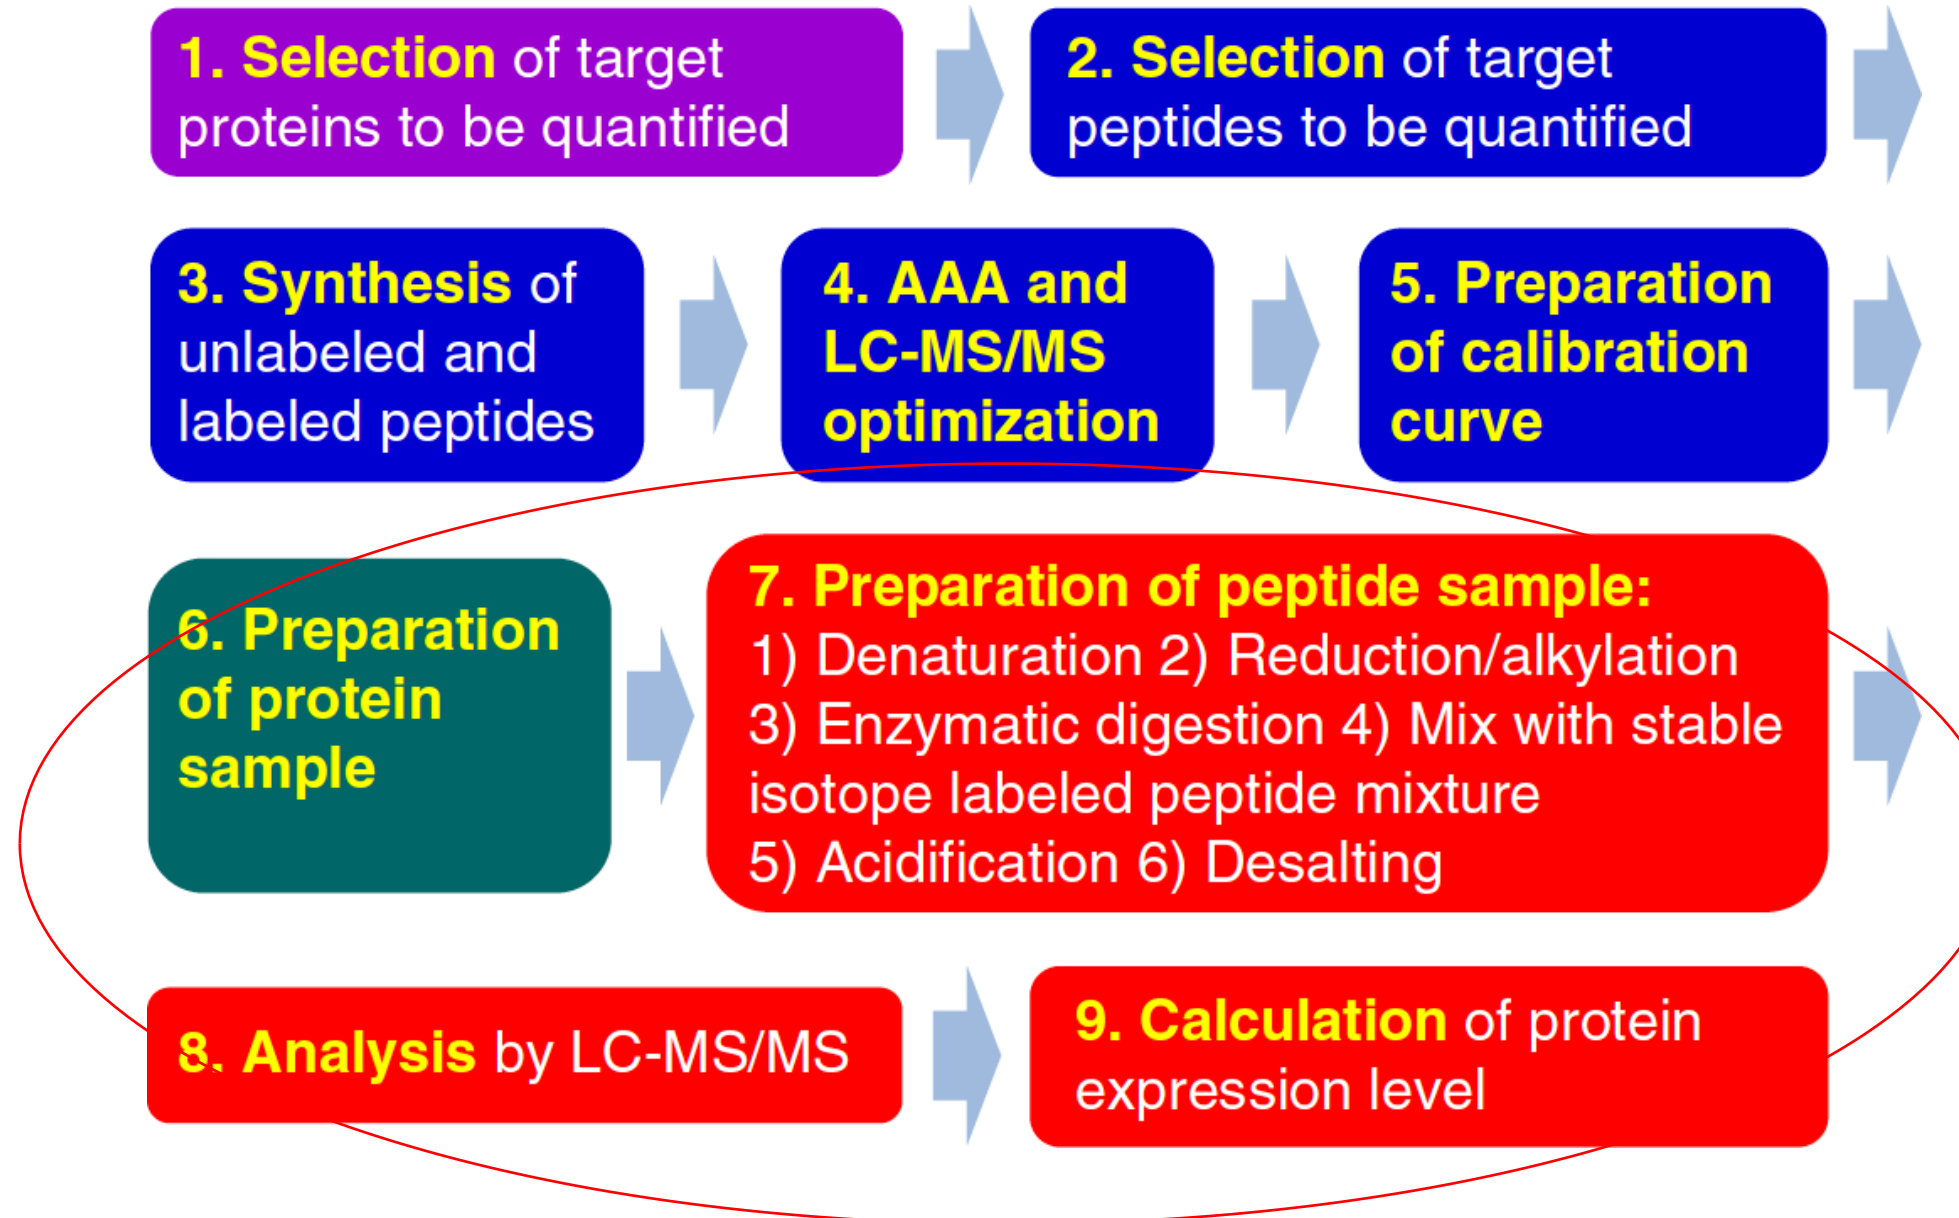 1. Selection of target
proteins to be quantified
2. Selection of target
peptides to be quantified
3. Synthesis of
unlabeled and
labeled peptides
4. AAA and
LC-MS/MS
optimization
5. Preparation
of calibration
curve
6. Preparation
of protein
sample
7. Preparation of peptide sample:
1) Denaturation 2) Reduction/alkylation
3) Enzymatic digestion 4) Mix with stable
isotope labeled peptide mixture
5) Acidification 6) Desalting
8. Analysis by LC-MS/MS
9. Calculation of protein
expression level